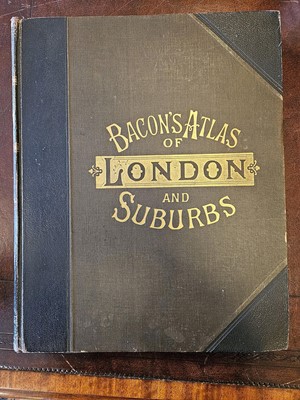 BACON'S ATLAS
OF
LONDON
AND
SUBURBS